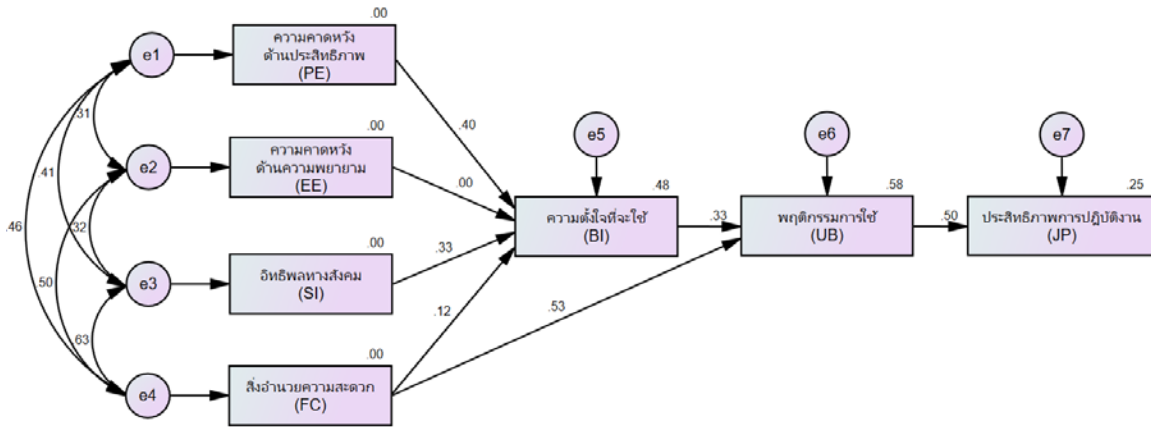 .00
e1
ความคาดหวัง
ด้านประสิทธิภาพ
(PE)
.31
.40
.00
e2
ความคาดหวัง
ด้านความพยายาม
(EE)
.41
.00
e5
e6
e7
.46
.32
.00
.48
ความตั้งใจที่จะใช้
(BI)
.33
.58
พฤติกรรมการใช้
(UB)
.50
.25
ประสิทธิภาพการปฏิบัติงาน
(JP)
e3
อิทธิพลทางสังคม
(SI)
.33
.50
.12
.53
.63
.00
e4
สิ่งอำนวยความสะดวก
(FC)